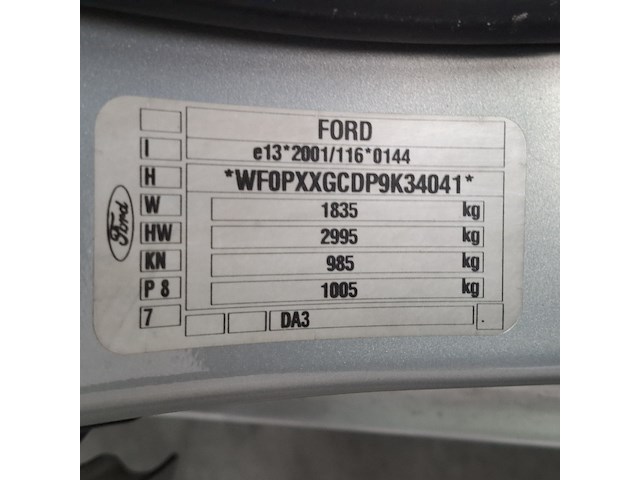 FORD
I e13*2001/116*0144
H *WF0PXXGCDP9K34041*
W 1835 kg
HW 2995 kg
KN 985 kg
P 8 1005 kg
7 DA3
Ford